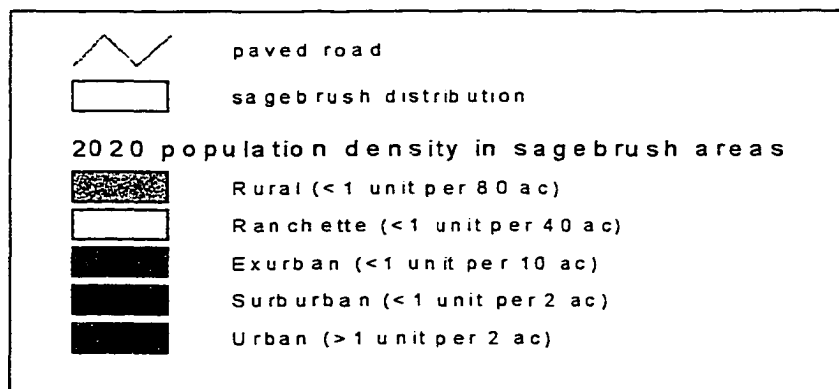 paved road
sagebrush distribution
2020 population density in sagebrush areas
Rural (<1 unit per 80 ac)
Ranchette (<1 unit per 40 ac)
Exurban (<1 unit per 10 ac)
Surburban (<1 unit per 2 ac)
Urban (>1 unit per 2 ac)